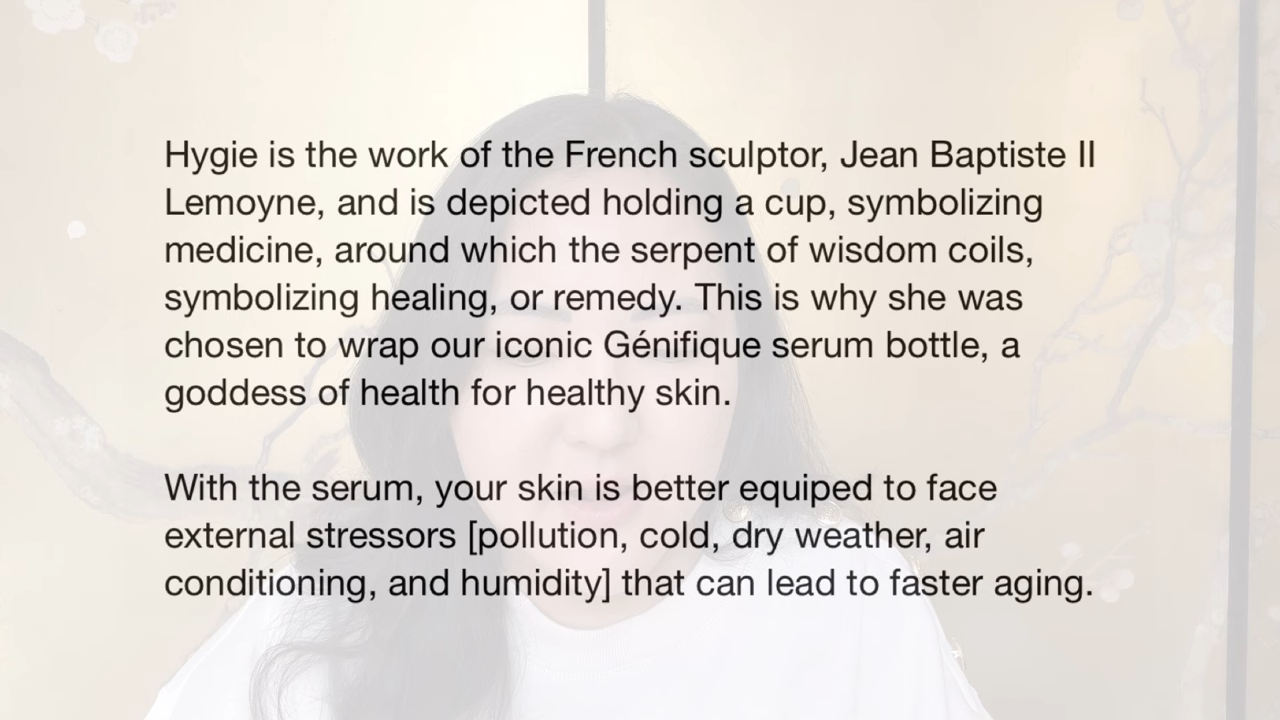 Hygie is the work of the French sculptor, Jean Baptiste II
Lemoyne, and is depicted holding a cup, symbolizing
medicine, around which the serpent of wisdom coils,
symbolizing healing, or remedy. This is why she was
chosen to wrap our iconic Génifique serum bottle, a
goddess of health for healthy skin.
With the serum, your skin is better equiped to face
external stressors [pollution, cold, dry weather, air
conditioning, and humidity] that can lead to faster aging.